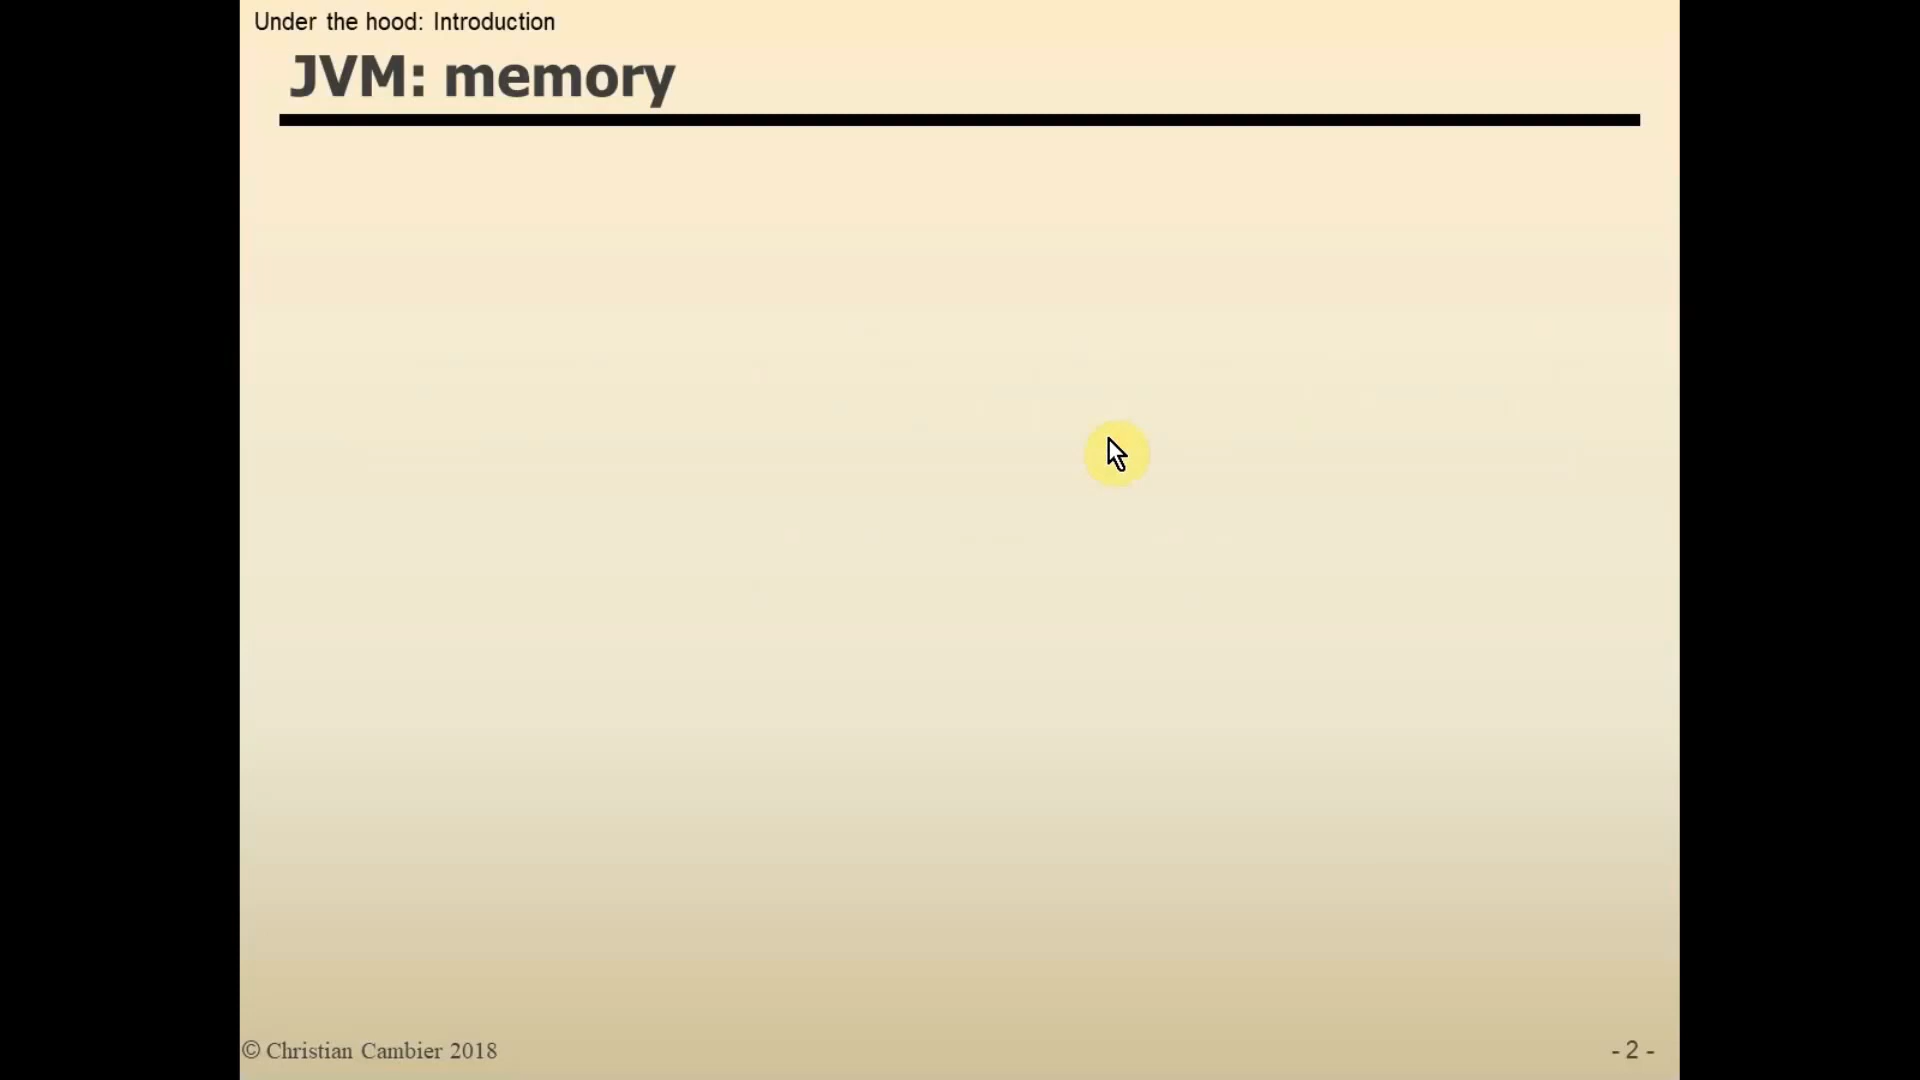 Under the hood: Introduction
JVM: memory
© Christian Cambier 2018
- 2 -